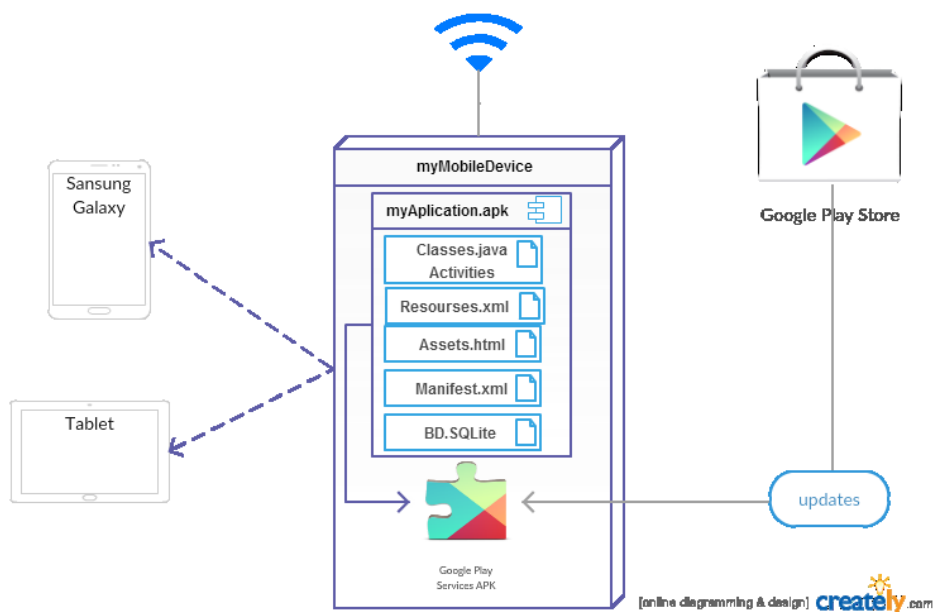 myMobileDevice
Sansung
Galaxy
myAplication.apk
Classes.java
Activities
Resourses.xml
Assets.html
Manifest.xml
BD.SQLite
Google Play
Services APK
Tablet
Google Play Store
updates
[online diagramming & design] creately.com